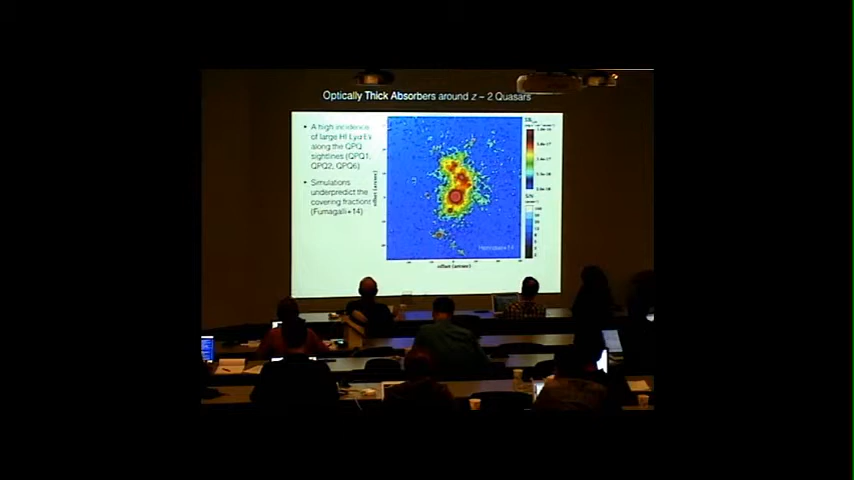 Optically Thick Absorbers around z ~ 2 Quasars
• A high incidence
of large HI Lyα EW
along the QPQ
sightlines (QPQ1,
QPQ2, QPQ6)
• Simulations
underpredict the
covering fractions
(Fumagalli+14)
offset (arcsec)
Hennawi+14
offset (arcsec)